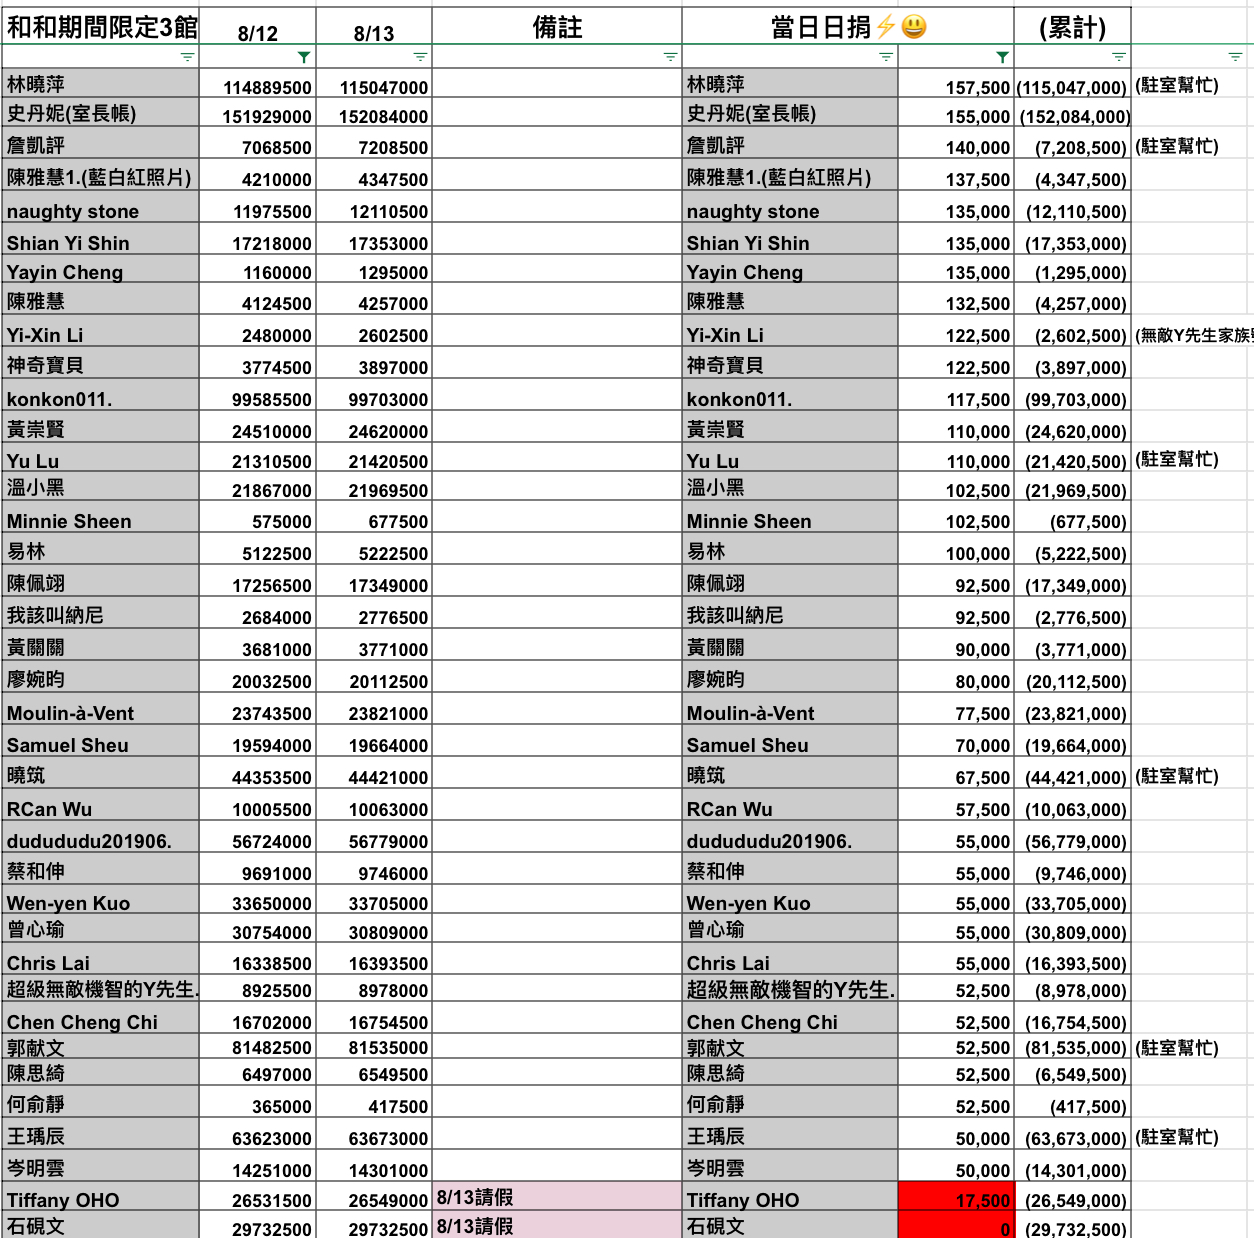 和和期間限定3館 8/12 8/13 備註 當日日捐⚡😃 (累計)
林曉萍 114889500 115047000 林曉萍 157,500 (115,047,000) (駐室幫忙)
史丹妮(室長帳) 151929000 152084000 史丹妮(室長帳) 155,000 (152,084,000)
詹凱評 7068500 7208500 詹凱評 140,000 (7,208,500) (駐室幫忙)
陳雅慧1.(藍白紅照片) 4210000 4347500 陳雅慧1.(藍白紅照片) 137,500 (4,347,500)
naughty stone 11975500 12110500 naughty stone 135,000 (12,110,500)
Shian Yi Shin 17218000 17353000 Shian Yi Shin 135,000 (17,353,000)
Yayin Cheng 1160000 1295000 Yayin Cheng 135,000 (1,295,000)
陳雅慧 4124500 4257000 陳雅慧 132,500 (4,257,000)
Yi-Xin Li 2480000 2602500 Yi-Xin Li 122,500 (2,602,500) (無敵Y先生家族
神奇寶貝 3774500 3897000 神奇寶貝 122,500 (3,897,000)
konkon011. 99585500 99703000 konkon011. 117,500 (99,703,000)
黃崇賢 24510000 24620000 黃崇賢 110,000 (24,620,000)
Yu Lu 21310500 21420500 Yu Lu 110,000 (21,420,500) (駐室幫忙)
溫小黑 21867000 21969500 溫小黑 102,500 (21,969,500)
Minnie Sheen 575000 677500 Minnie Sheen 102,500 (677,500)
易林 5122500 5222500 易林 100,000 (5,222,500)
陳佩翊 17256500 17349000 陳佩翊 92,500 (17,349,000)
我該叫納尼 2684000 2776500 我該叫納尼 92,500 (2,776,500)
黃關關 3681000 3771000 黃關關 90,000 (3,771,000)
廖婉昀 20032500 20112500 廖婉昀 80,000 (20,112,500)
Moulin-à-Vent 23743500 23821000 Moulin-à-Vent 77,500 (23,821,000)
Samuel Sheu 19594000 19664000 Samuel Sheu 70,000 (19,664,000)
曉筑 44353500 44421000 曉筑 67,500 (44,421,000) (駐室幫忙)
RCan Wu 10005500 10063000 RCan Wu 57,500 (10,063,000)
dudududu201906. 56724000 56779000 dudududu201906. 55,000 (56,779,000)
蔡和伸 9691000 9746000 蔡和伸 55,000 (9,746,000)
Wen-yen Kuo 33650000 33705000 Wen-yen Kuo 55,000 (33,705,000)
曾心瑜 30754000 30809000 曾心瑜 55,000 (30,809,000)
Chris Lai 16338500 16393500 Chris Lai 55,000 (16,393,500)
超級無敵機智的Y先生. 8925500 8978000 超級無敵機智的Y先生. 52,500 (8,978,000)
Chen Cheng Chi 16702000 16754500 Chen Cheng Chi 52,500 (16,754,500)
郭献文 81482500 81535000 郭献文 52,500 (81,535,000) (駐室幫忙)
陳思綺 6497000 6549500 陳思綺 52,500 (6,549,500)
何俞靜 365000 417500 何俞靜 52,500 (417,500)
王瑀辰 63623000 63673000 王瑀辰 50,000 (63,673,000) (駐室幫忙)
岑明雲 14251000 14301000 岑明雲 50,000 (14,301,000)
Tiffany OHO 26531500 26549000 8/13請假 Tiffany OHO 17,500 (26,549,000)
石硯文 29732500 29732500 8/13請假 石硯文 0 (29,732,500)